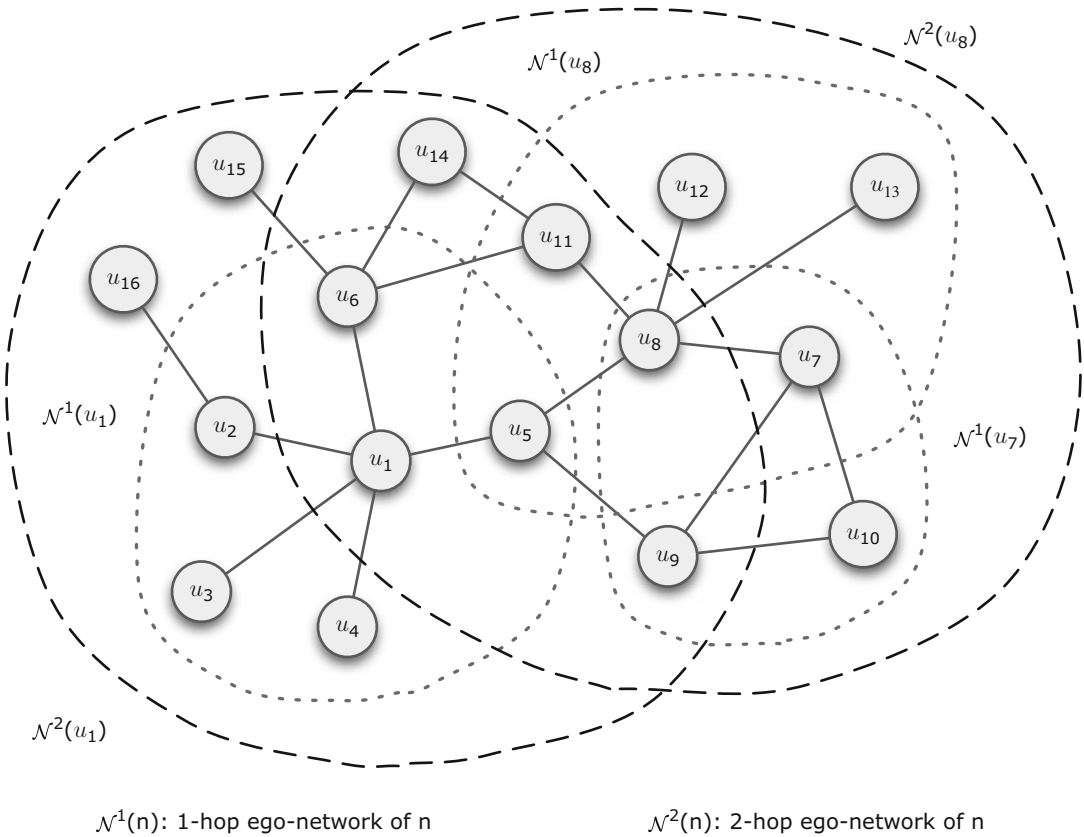 𝒩²(u₈)
𝒩¹(u₈)
u₁₄
u₁₅
u₁₂
u₁₃
u₁₁
u₁₆
u₆
u₈
u₇
𝒩¹(u₁)
u₂
u₅
𝒩¹(u₇)
u₁
u₁₀
u₉
u₃
u₄
𝒩²(u₁)
𝒩¹(n): 1-hop ego-network of n
𝒩²(n): 2-hop ego-network of n